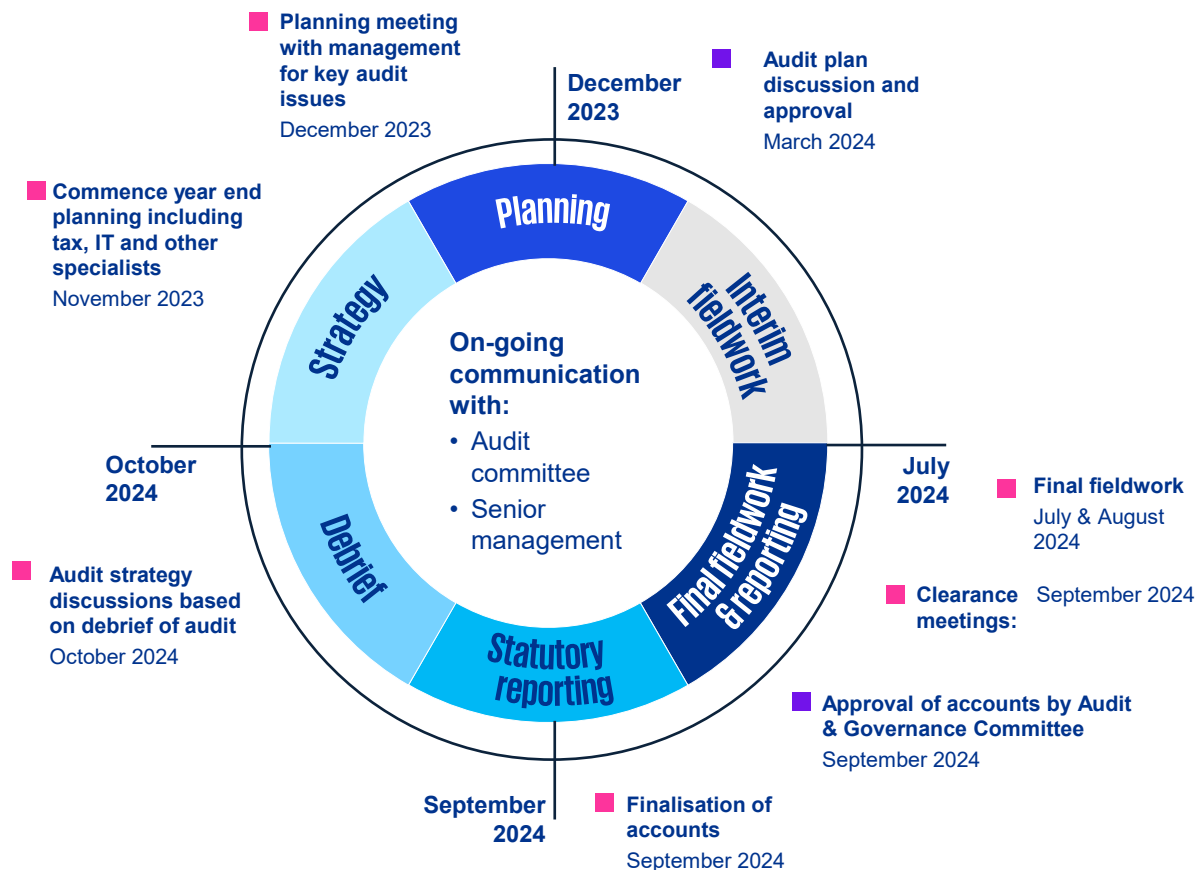 Planning meeting
with management
for key audit
issues
December 2023
December
2023
Audit plan
discussion and
approval
March 2024
Commence year end
planning including
tax, IT and other
specialists
November 2023
Planning
Strategy
Interim
fieldwork
On-going
communication
with:
• Audit
committee
• Senior
management
October
2024
July
2024
Final fieldwork
July & August
2024
Debrief
Final fieldwork
& reporting
Audit strategy
discussions based
on debrief of audit
October 2024
Clearance September 2024
meetings:
Statutory
reporting
Approval of accounts by Audit
& Governance Committee
September 2024
September
2024
Finalisation of
accounts
September 2024